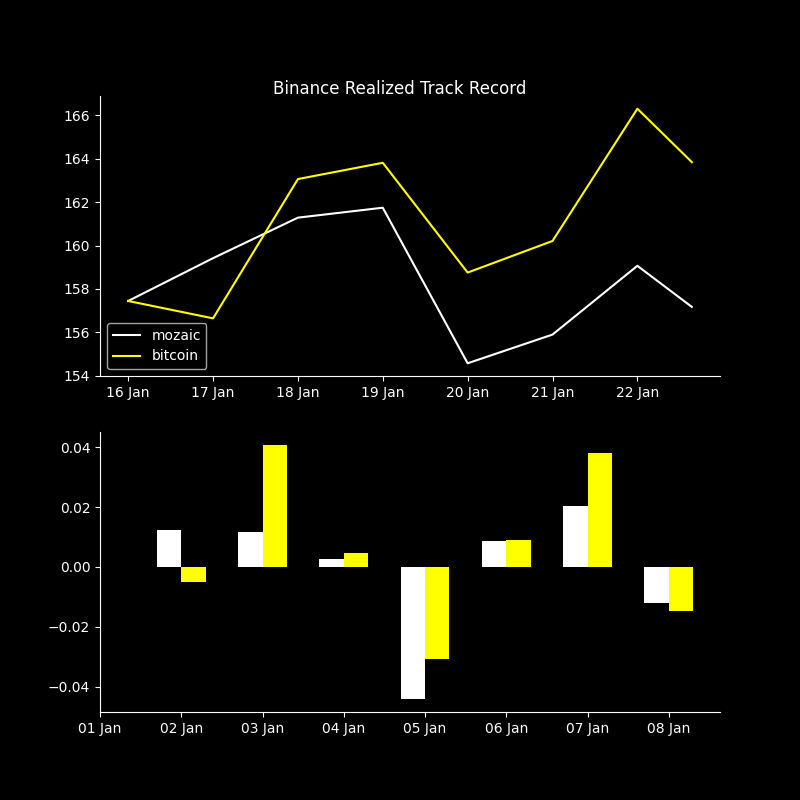 Binance Realized Track Record
166
164
162
160
158
156
154
mozaic
bitcoin
16 Jan 17 Jan 18 Jan 19 Jan 20 Jan 21 Jan 22 Jan
0.04
0.02
0.00
−0.02
−0.04
01 Jan 02 Jan 03 Jan 04 Jan 05 Jan 06 Jan 07 Jan 08 Jan